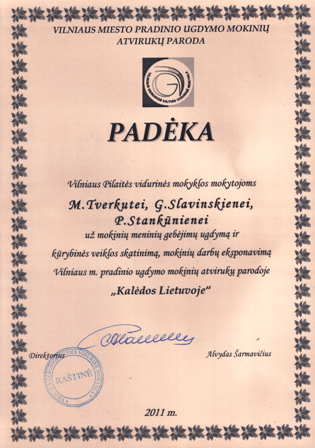 VILNIAUS MIESTO PRADINIO UGDYMO MOKINIŲ
ATVIRUKŲ PARODA
PADĖKA
Vilniaus Pilaitės vidurinės mokyklos mokytojoms
M.Tverkutei, G.Slavinskienei,
P.Stankūnienei
už mokinių meninių gebėjimų ugdymą ir
kūrybinės veiklos skatinimą, mokinių darbų eksponavimą
Vilniaus m. pradinio ugdymo mokinių atvirukų parodoje
„Kalėdos Lietuvoje“
Direktorius Alvydas Šarmavičius
RAŠTINĖ
2011 m.